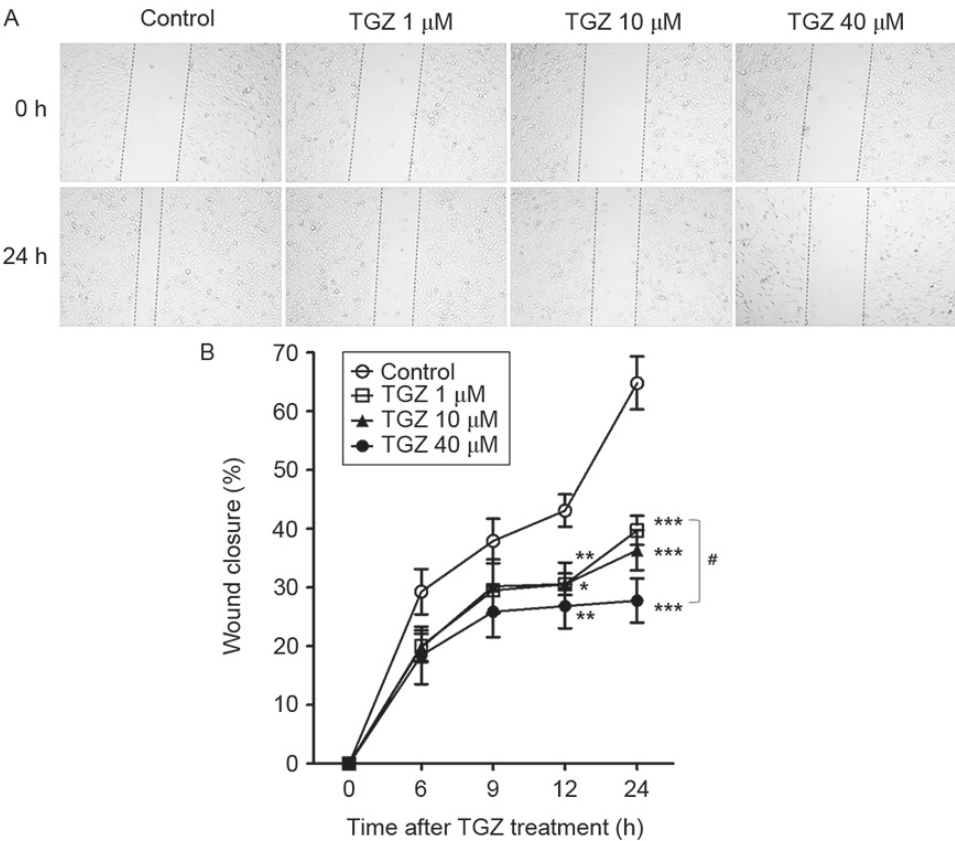 A
Control TGZ 1 μM TGZ 10 μM TGZ 40 μM
0 h
24 h
B
70
60
50
40
30
20
10
0
Wound closure (%)
Control
TGZ 1 μM
TGZ 10 μM
TGZ 40 μM
**
*
**
***
***
***
#
0 6 9 12 24
Time after TGZ treatment (h)